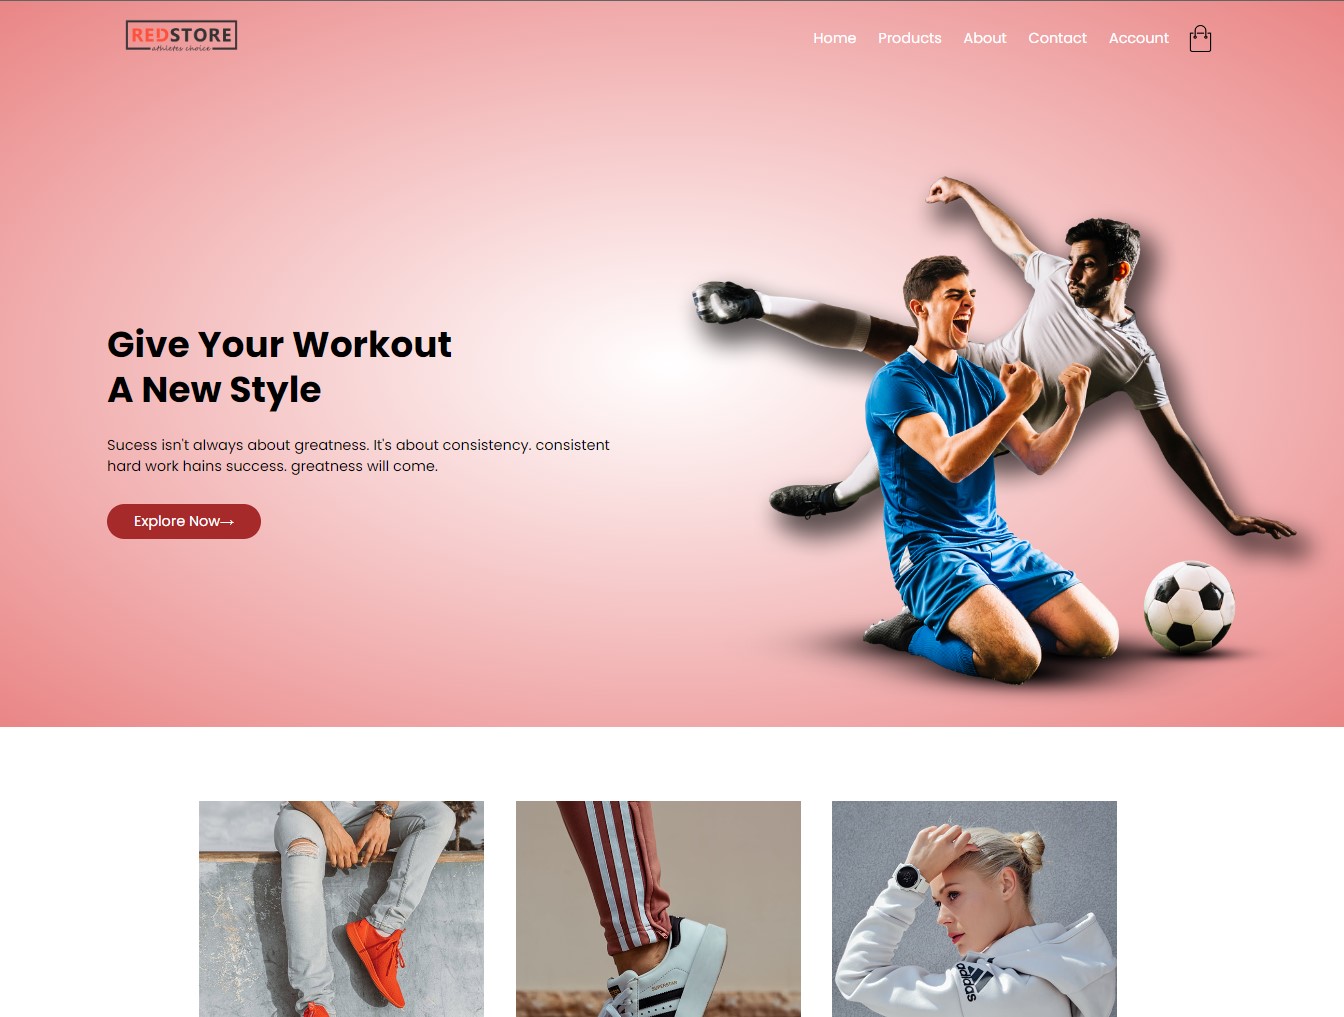 REDSTORE
athletes choice
Home Products About Contact Account
Give Your Workout
A New Style
Sucess isn't always about greatness. It's about consistency. consistent
hard work hains success. greatness will come.
Explore Now→
SUPERSTAR
adidas